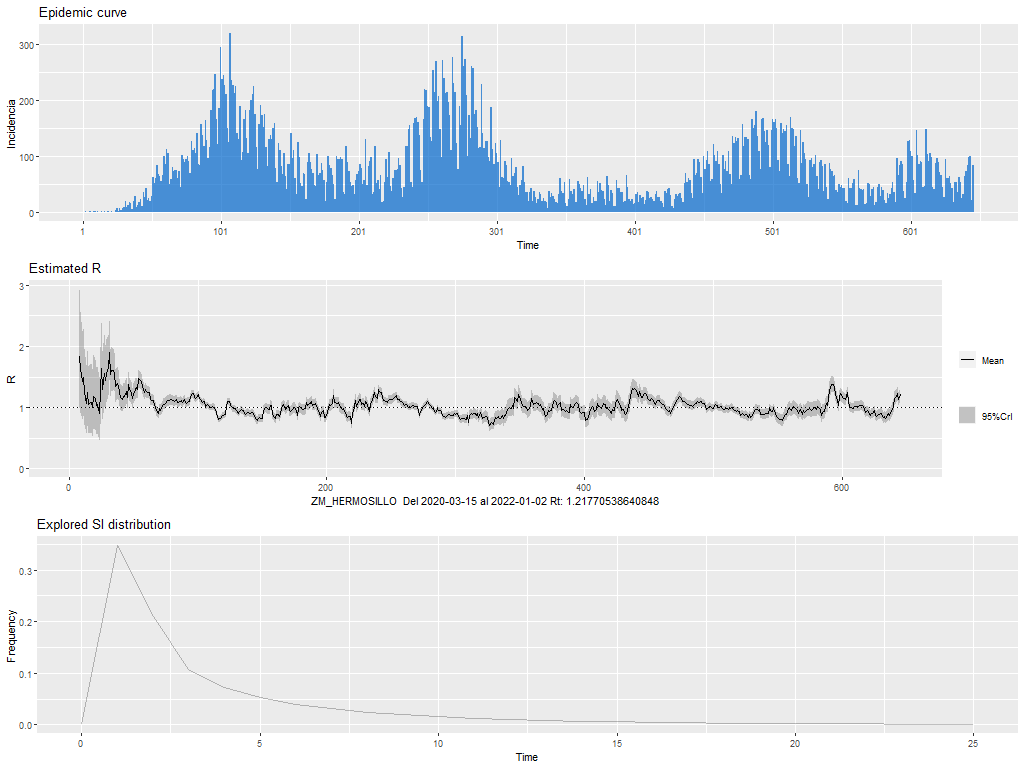 Epidemic curve
300
200
100
0
Incidencia
1
101
201
301
401
501
601
Time
Estimated R
3
2
1
0
R
0
200
400
600
ZM_HERMOSILLO Del 2020-03-15 al 2022-01-02 Rt: 1.21770538640848
Mean
95%CrI
Explored SI distribution
0.3
0.2
0.1
0.0
Frequency
0
5
10
15
20
25
Time